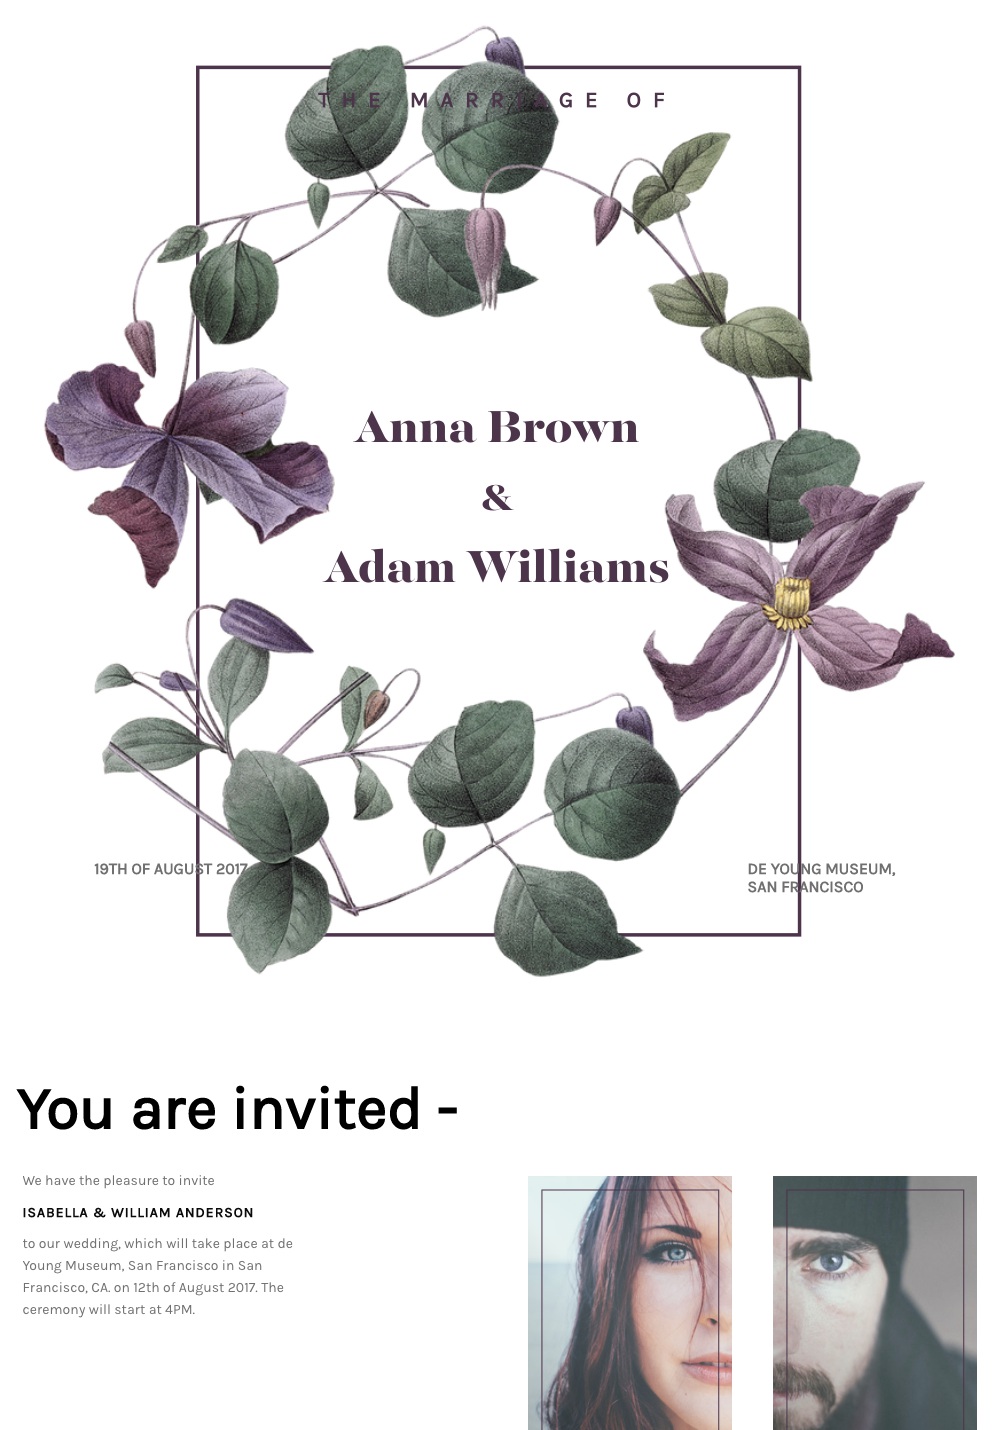 THE MARRIAGE OF
Anna Brown
&
Adam Williams
19TH OF AUGUST 2017
DE YOUNG MUSEUM,
SAN FRANCISCO
You are invited -
We have the pleasure to invite
ISABELLA & WILLIAM ANDERSON
to our wedding, which will take place at de
Young Museum, San Francisco in San
Francisco, CA. on 12th of August 2017. The
ceremony will start at 4PM.